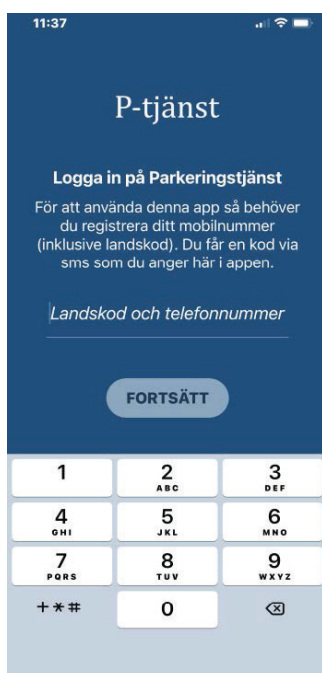 11:37
P-tjänst
Logga in på Parkeringstjänst
För att använda denna app så behöver
du registrera ditt mobilnummer
(inklusive landskod). Du får en kod via
sms som du anger här i appen.
Landskod och telefonnummer
FORTSÄTT
1 2 3
ABC DEF
4 5 6
GHI JKL MNO
7 8 9
PQRS TUV WXYZ
+*# 0